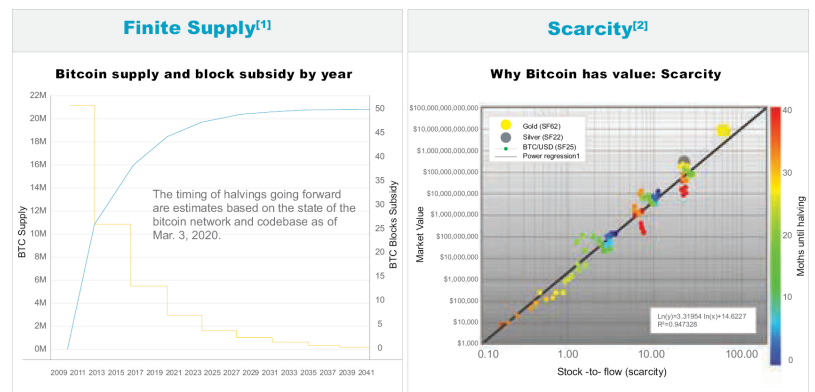 Finite Supply[1]
Bitcoin supply and block subsidy by year
22M
20M
18M
16M
14M
12M
10M
8M
6M
4M
2M
0M
BTC Supply
The timing of halvings going forward
are estimates based on the state of the
bitcoin network and codebase as of
Mar. 3, 2020.
50
45
40
35
30
25
20
15
10
5
0
BTC Blocks Subsidy
2009 2011 2013 2015 2017 2019 2021 2023 2025 2027 2029 2031 2033 2035 2037 2039 2041
Scarcity[2]
Why Bitcoin has value: Scarcity
$100,000,000,000,000
$10,000,000,000,000
$1,000,000,000,000
$100,000,000,000
$10,000,000,000
$1,000,000,000
$100,000,000
$10,000,000
$1,000,000
$100,000
$10,000
$1,000
Market Value
Gold (SF62)
Silver (SF22)
BTC/USD (SF25)
Power regression1
Ln(y)=3.31954 ln(x)+14.6227
R²=0.947328
0.10 1.00 10.00 100.00
Stock -to- flow (scarcity)
40
30
20
10
0
Moths until halving